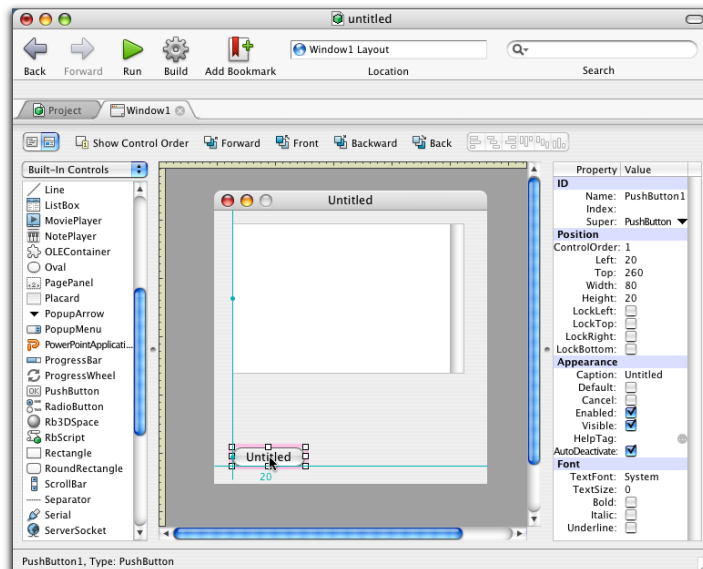 untitled
Back Forward Run Build Add Bookmark
Window1 Layout
Location
Search
Project Window1
Show Control Order Forward Front Backward Back
Built-In Controls
Line
ListBox
MoviePlayer
NotePlayer
OLEContainer
Oval
PagePanel
Placard
PopupArrow
PopupMenu
PowerPointApplicati...
ProgressBar
ProgressWheel
PushButton
RadioButton
Rb3DSpace
RbScript
Rectangle
RoundRectangle
ScrollBar
Separator
Serial
ServerSocket
Untitled
Untitled
20
Property Value
ID
Name: PushButton1
Index:
Super: PushButton
Position
ControlOrder: 1
Left: 20
Top: 260
Width: 80
Height: 20
LockLeft:
LockTop:
LockRight:
LockBottom:
Appearance
Caption: Untitled
Default:
Cancel:
Enabled:
Visible:
HelpTag:
AutoDeactivate:
Font
TextFont: System
TextSize: 0
Bold:
Italic:
Underline:
PushButton1, Type: PushButton